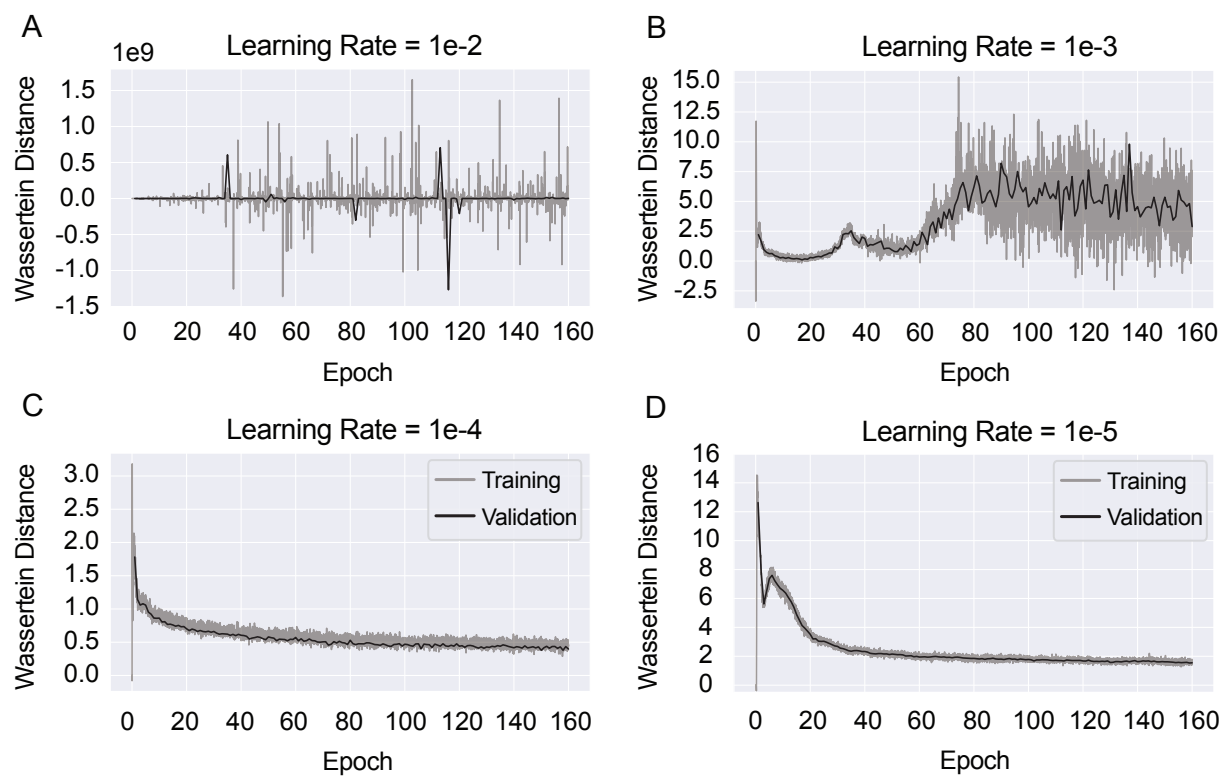 A
Learning Rate = 1e-2
1e9
Wassertein Distance
1.5
1.0
0.5
0.0
-0.5
-1.0
-1.5
0 20 40 60 80 100 120 140 160
Epoch
B
Learning Rate = 1e-3
Wassertein Distance
15.0
12.5
10.0
7.5
5.0
2.5
0.0
-2.5
0 20 40 60 80 100 120 140 160
Epoch
C
Learning Rate = 1e-4
Wassertein Distance
3.0
2.5
2.0
1.5
1.0
0.5
0.0
Training
Validation
0 20 40 60 80 100 120 140 160
Epoch
D
Learning Rate = 1e-5
Wassertein Distance
16
14
12
10
8
6
4
2
0
Training
Validation
0 20 40 60 80 100 120 140 160
Epoch